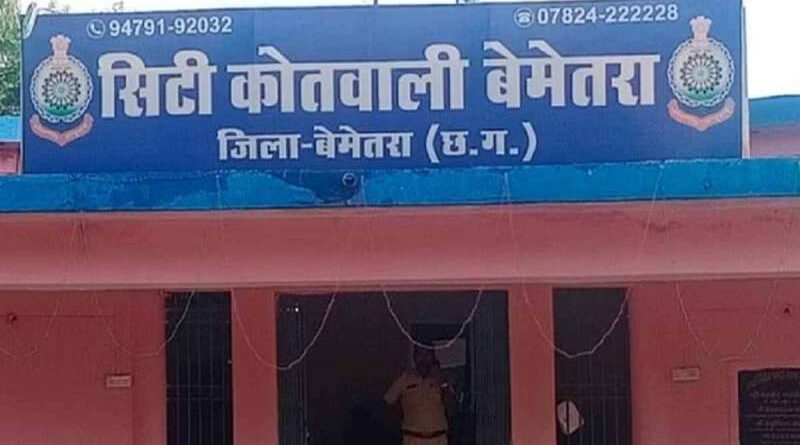 94791-92032
07824-222228
सिटी कोतवाली बेमेतरा
जिला-बेमेतरा (छ.ग.)